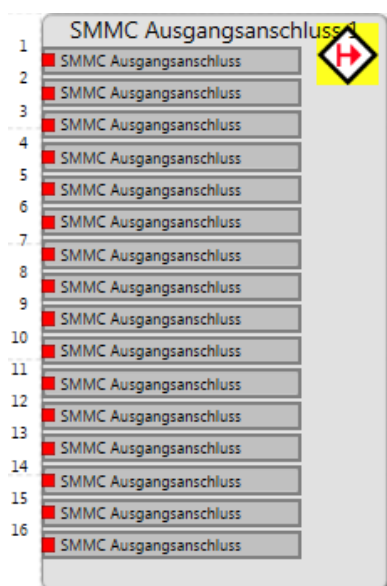 SMMC Ausgangsanschluss 1
1 SMMC Ausgangsanschluss
2 SMMC Ausgangsanschluss
3 SMMC Ausgangsanschluss
4 SMMC Ausgangsanschluss
5 SMMC Ausgangsanschluss
6 SMMC Ausgangsanschluss
7 SMMC Ausgangsanschluss
8 SMMC Ausgangsanschluss
9 SMMC Ausgangsanschluss
10 SMMC Ausgangsanschluss
11 SMMC Ausgangsanschluss
12 SMMC Ausgangsanschluss
13 SMMC Ausgangsanschluss
14 SMMC Ausgangsanschluss
15 SMMC Ausgangsanschluss
16 SMMC Ausgangsanschluss